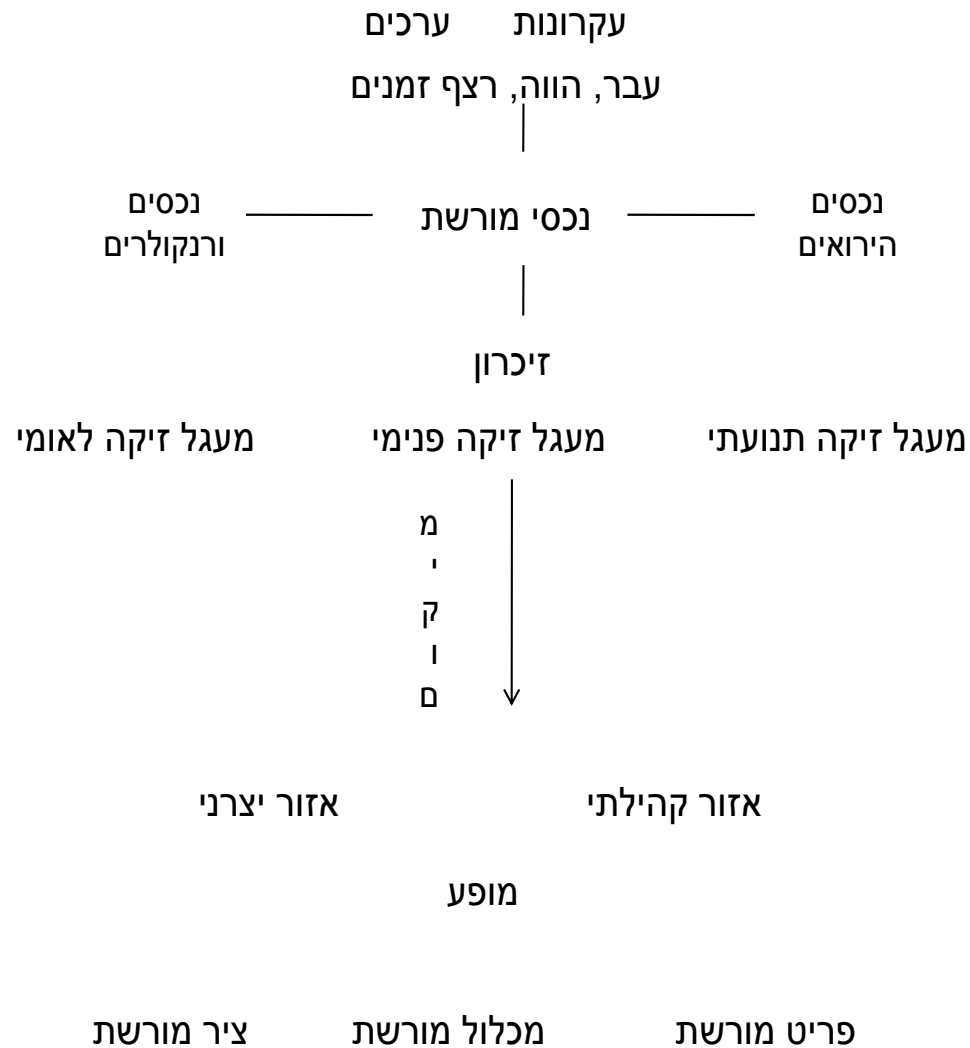 עקרונות ערכים
עבר, הווה, רצף זמנים
נכסים הירואים
נכסי מורשת
נכסים ורנקולרים
זיכרון
מעגל זיקה תנועתי מעגל זיקה פנימי מעגל זיקה לאומי
מיקום
אזור קהילתי אזור יצרני
מופע
פריט מורשת מכלול מורשת ציר מורשת